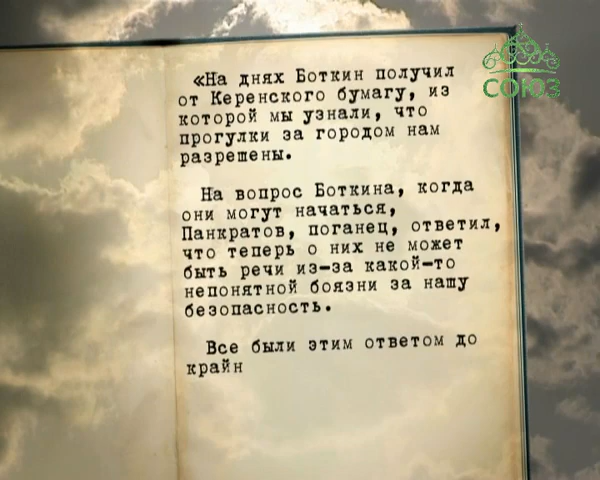 СОЮЗ
«На днях Боткин получил
от Керенского бумагу, из
которой мы узнали, что
прогулки за городом нам
разрешены.
На вопрос Боткина, когда
они могут начаться,
Панкратов, поганец, ответил,
что теперь о них не может
быть речи из-за какой-то
непонятной боязни за нашу
безопасность.
Все были этим ответом до
крайн